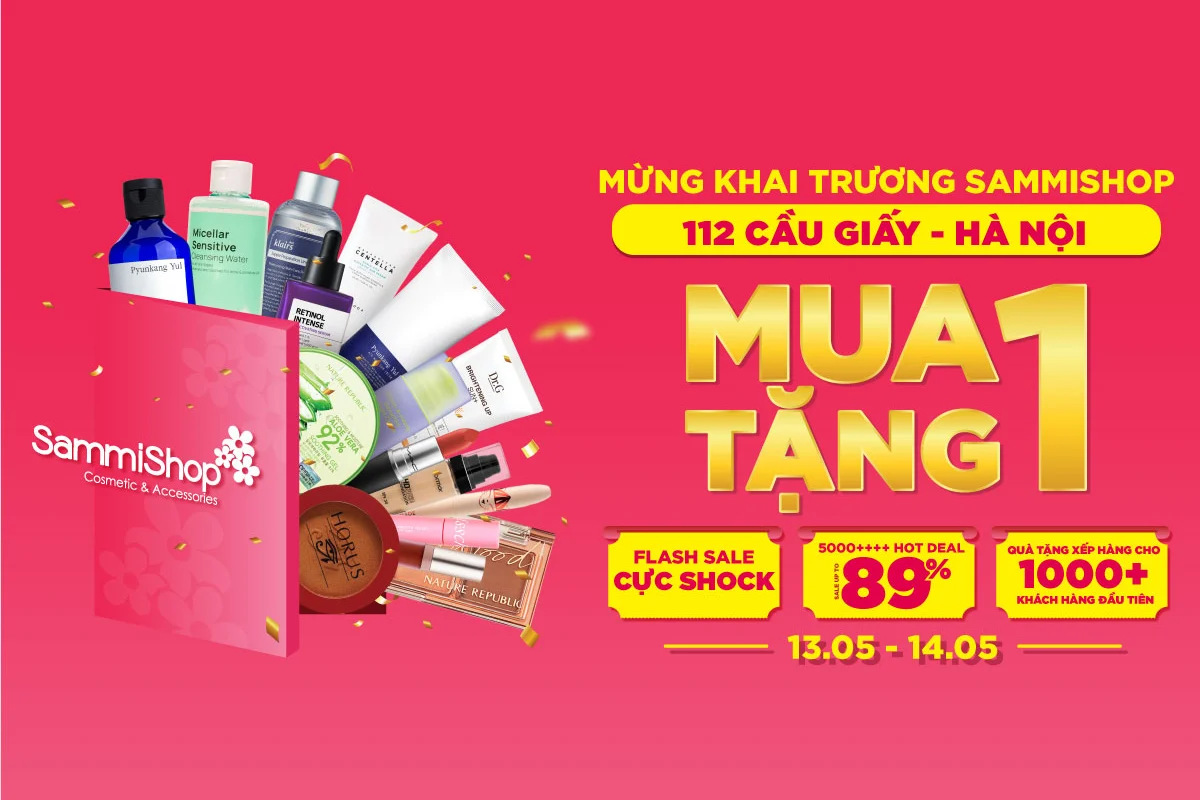 MỪNG KHAI TRƯƠNG SAMMISHOP
112 CẦU GIẤY - HÀ NỘI
MUA 1
TẶNG 1
FLASH SALE
CỰC SHOCK
5000++++ HOT DEAL
SALE UP TO
89%
QUÀ TẶNG XẾP HÀNG CHO
1000+
KHÁCH HÀNG ĐẦU TIÊN
13.05 - 14.05
SammiShop
Cosmetic & Accessories
Pyunkang Yul
Micellar
Sensitive
Cleansing Water
klairs
RETINOL
INTENSE
CENTELLA
Pyunkang Yul
Dr.G
BRIGHTENING UP
SUN+
NATURE REPUBLIC
ALOE VERA
92%
HORUS
NATURE REPUBLIC